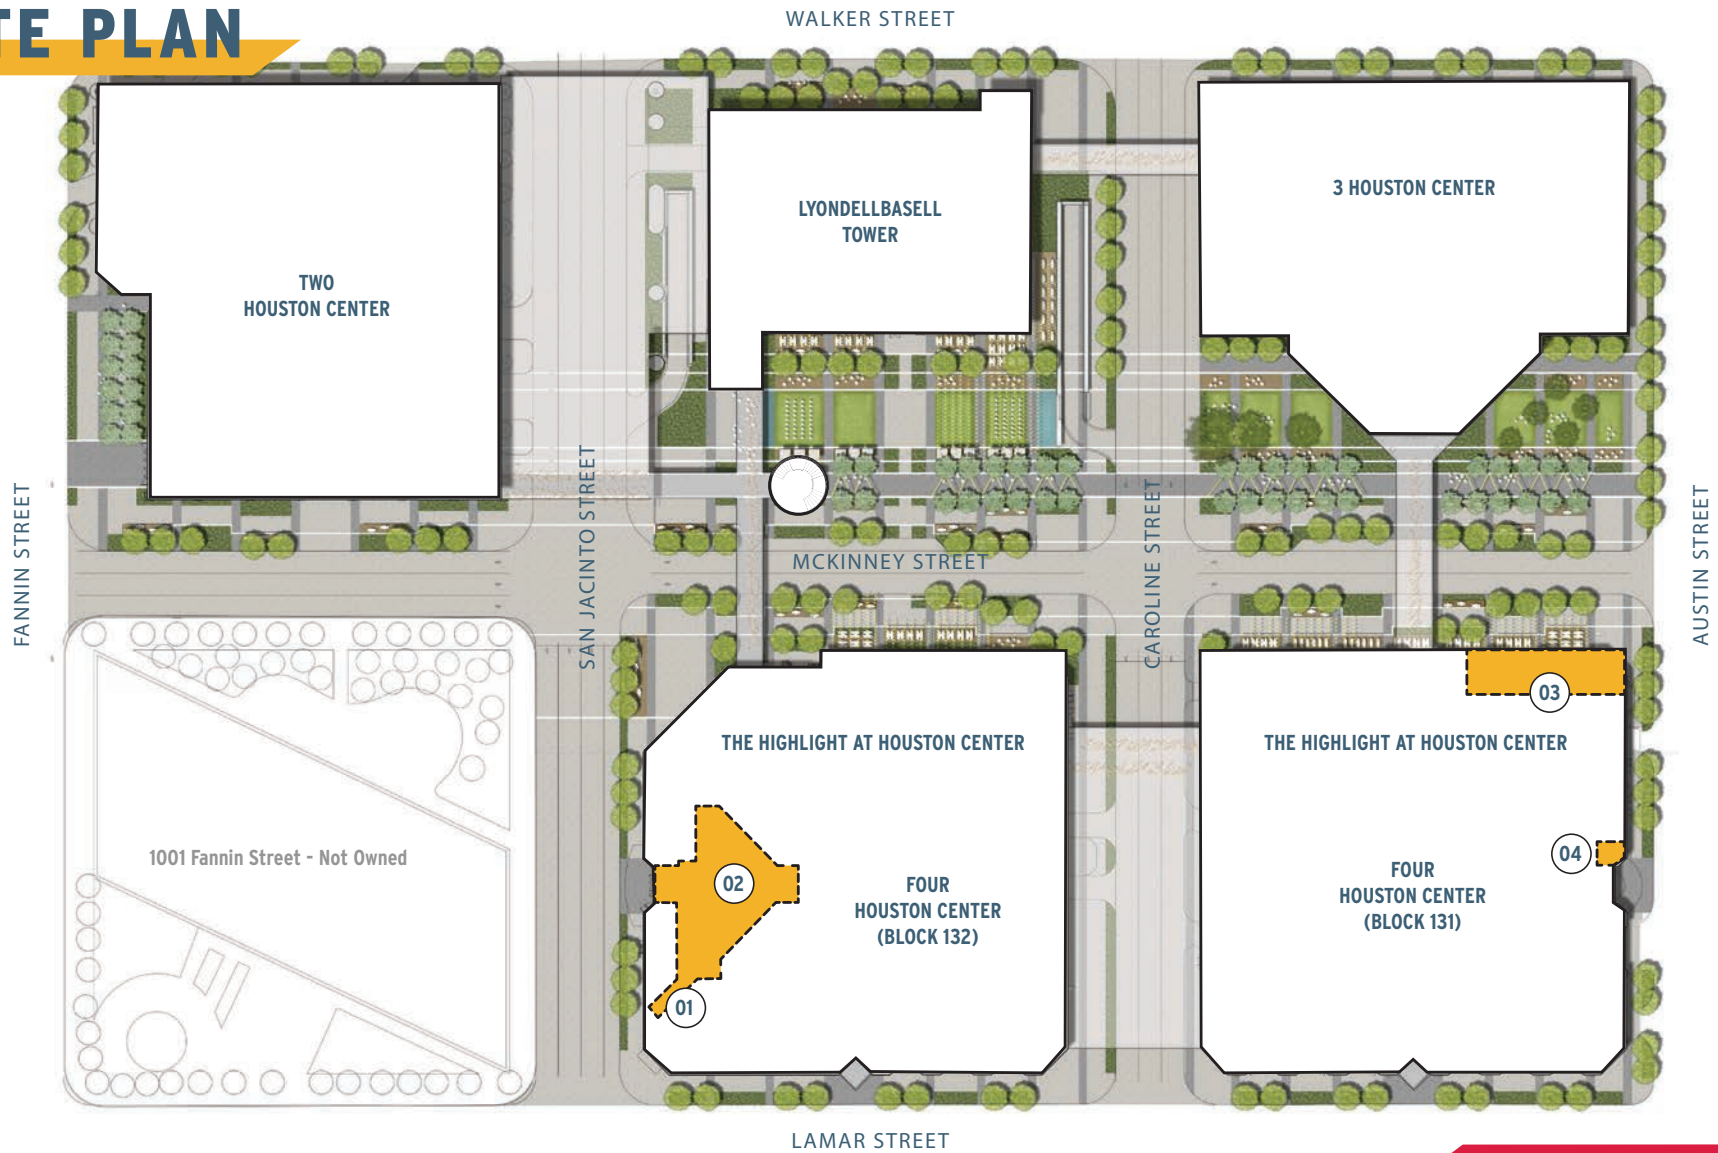 TE PLAN
WALKER STREET
TWO
HOUSTON CENTER
LYONDELLBASELL
TOWER
3 HOUSTON CENTER
FANNIN STREET
SAN JACINTO STREET
MCKINNEY STREET
CAROLINE STREET
AUSTIN STREET
1001 Fannin Street - Not Owned
THE HIGHLIGHT AT HOUSTON CENTER
02
01
FOUR
HOUSTON CENTER
(BLOCK 132)
03
THE HIGHLIGHT AT HOUSTON CENTER
04
FOUR
HOUSTON CENTER
(BLOCK 131)
LAMAR STREET